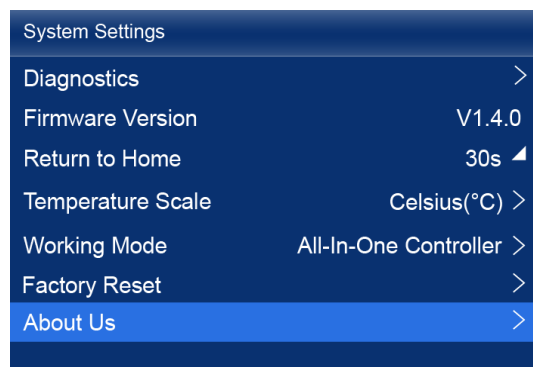 System Settings
Diagnostics >
Firmware Version V1.4.0
Return to Home 30s
Temperature Scale Celsius(°C) >
Working Mode All-In-One Controller >
Factory Reset >
About Us >